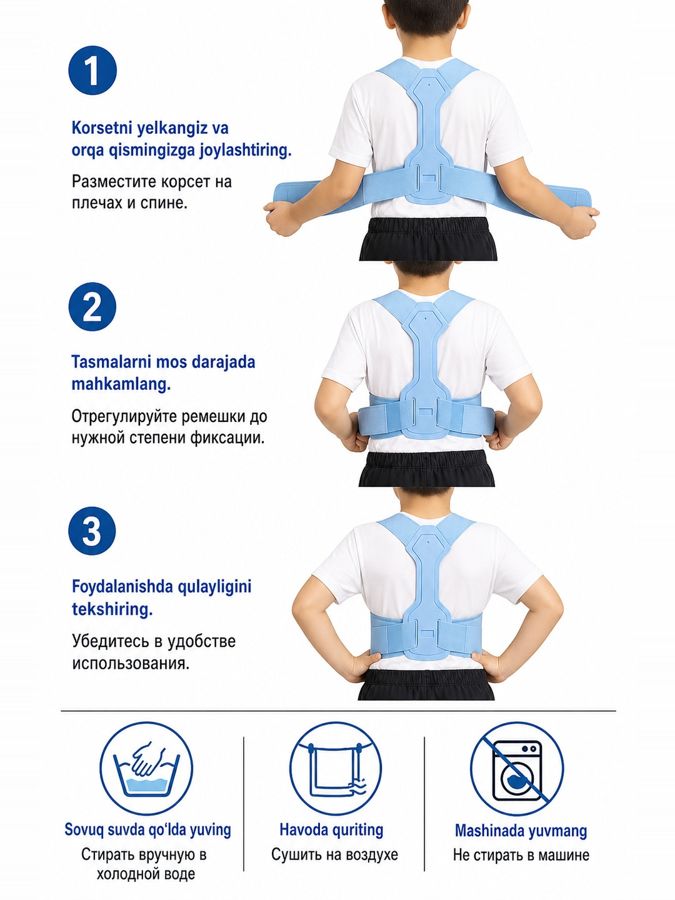 1
Korsetni yelkangiz va
orqa qismingizga joylashtiring.
Разместите корсет на
плечах и спине.
2
Tasmalarni mos darajada
mahkamlang.
Отрегулируйте ремешки до
нужной степени фиксации.
3
Foydalanishda qulayligini
tekshiring.
Убедитесь в удобстве
использования.
Sovuq suvda qo‘lda yuving
Стирать вручную в
холодной воде
Havoda quriting
Сушить на воздухе
Mashinada yuvmang
Не стирать в машине